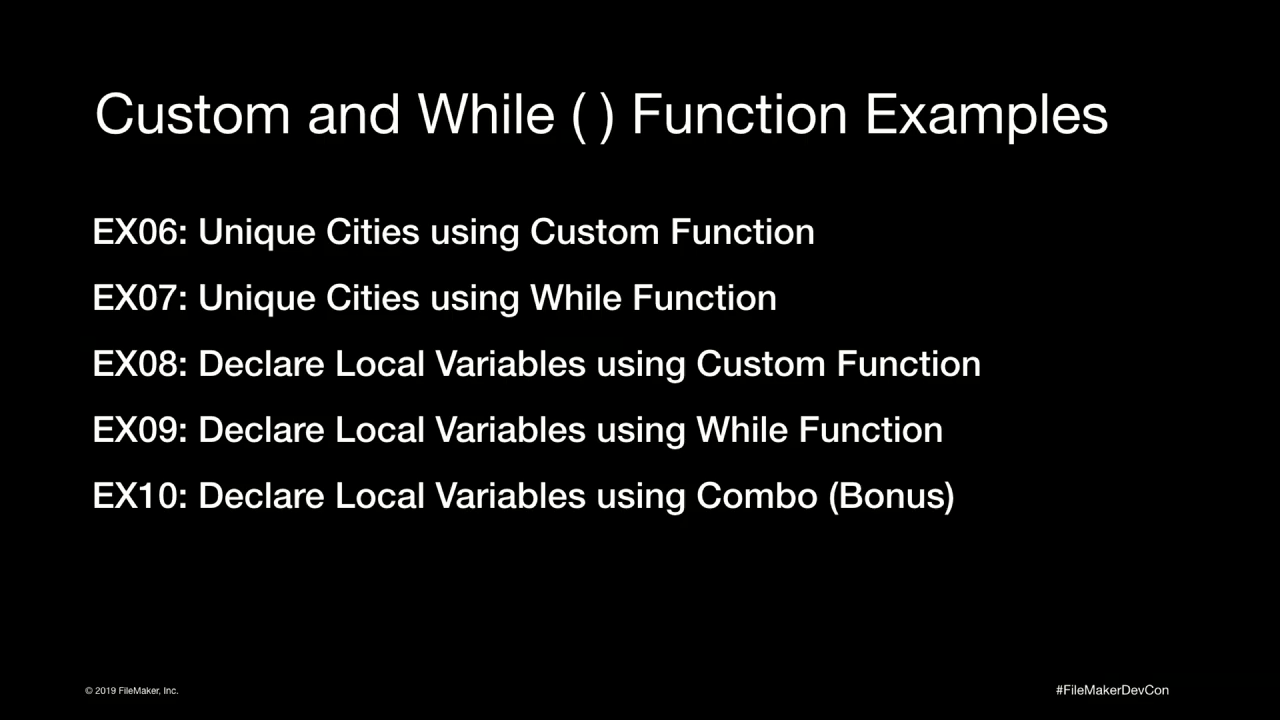 Custom and While ( ) Function Examples
EX06: Unique Cities using Custom Function
EX07: Unique Cities using While Function
EX08: Declare Local Variables using Custom Function
EX09: Declare Local Variables using While Function
EX10: Declare Local Variables using Combo (Bonus)
© 2019 FileMaker, Inc.
#FileMakerDevCon